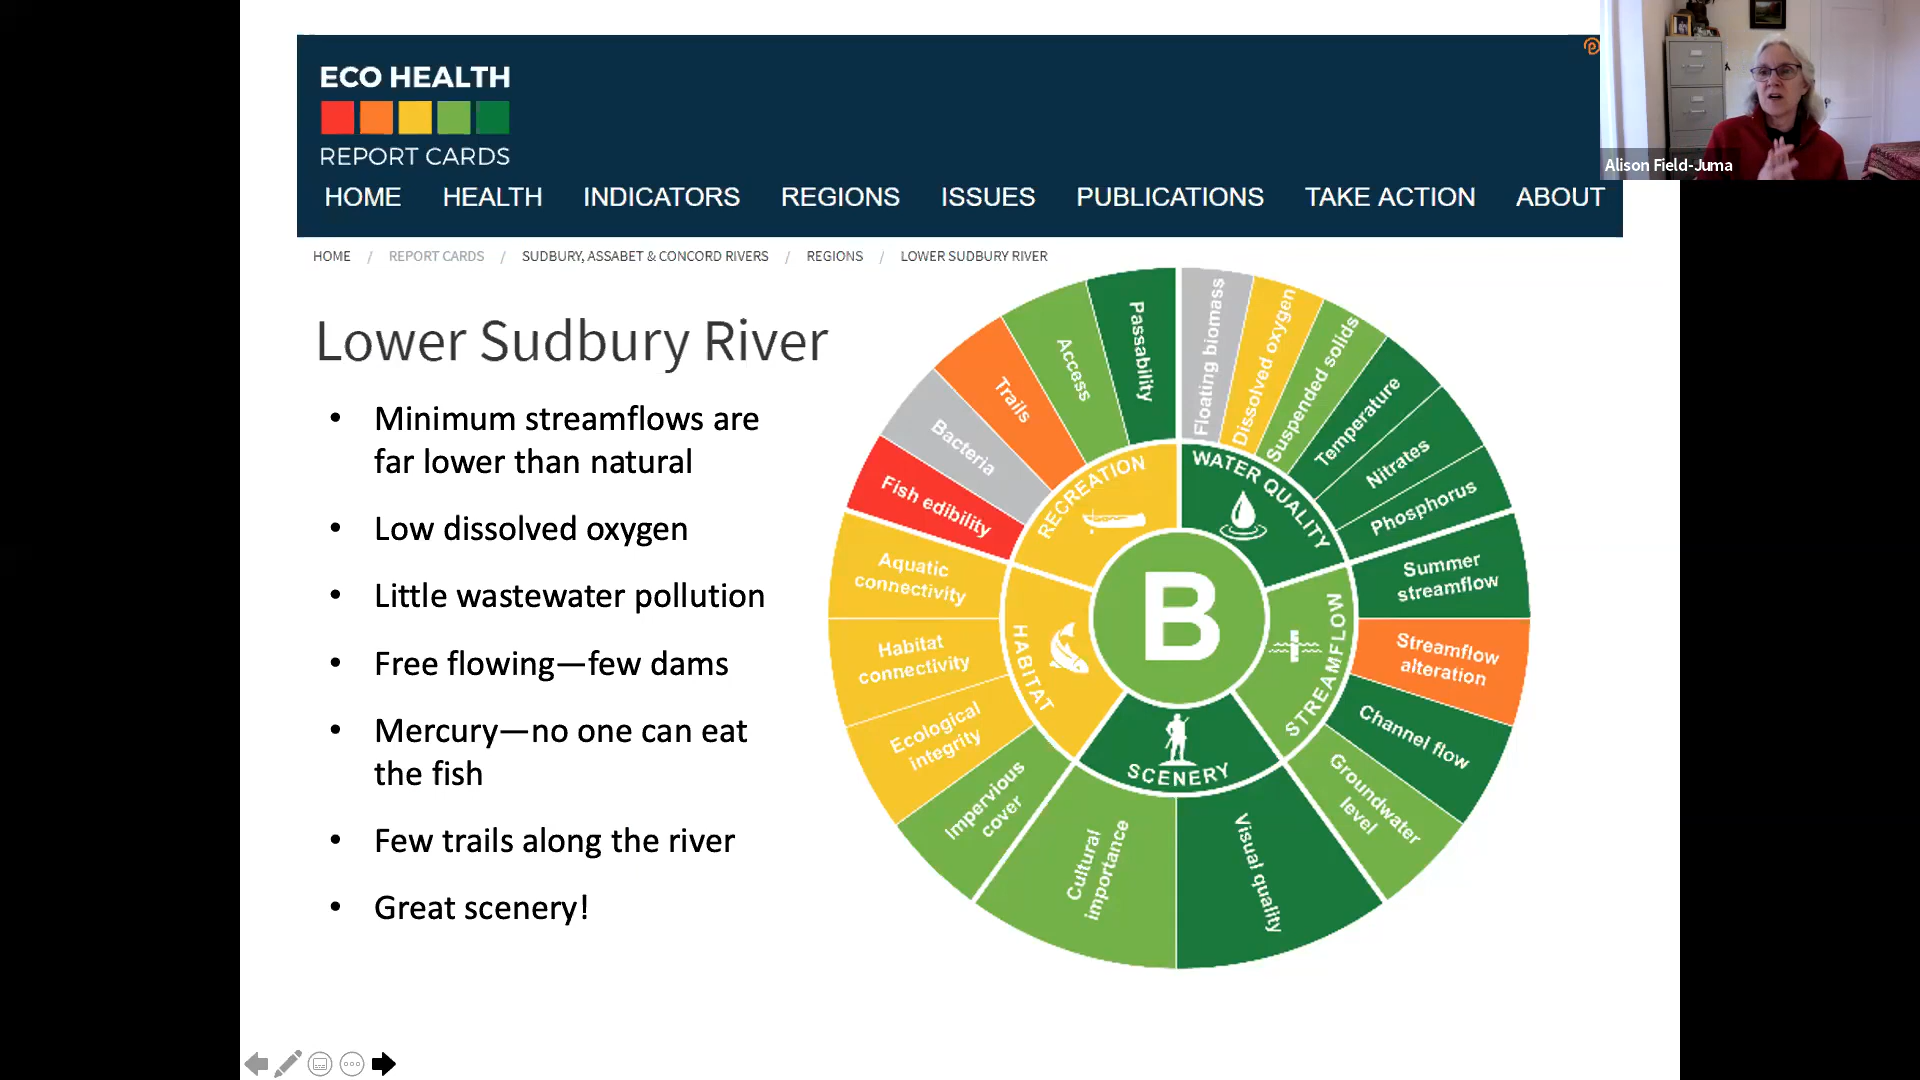 ECO HEALTH
REPORT CARDS
HOME HEALTH INDICATORS REGIONS ISSUES PUBLICATIONS TAKE ACTION ABOUT
Alison Field-Juma
HOME / REPORT CARDS / SUDBURY, ASSABET & CONCORD RIVERS / REGIONS / LOWER SUDBURY RIVER
Lower Sudbury River
• Minimum streamflows are
far lower than natural
• Low dissolved oxygen
• Little wastewater pollution
• Free flowing—few dams
• Mercury—no one can eat
the fish
• Few trails along the river
• Great scenery!
B
WATER QUALITY
STREAMFLOW
SCENERY
HABITAT
RECREATION
Floating biomass
Dissolved oxygen
Suspended solids
Temperature
Nitrates
Phosphorus
Summer
streamflow
Streamflow
alteration
Channel flow
Groundwater
level
Visual quality
Cultural
importance
Impervious
cover
Ecological
integrity
Habitat
connectivity
Aquatic
connectivity
Fish edibility
Bacteria
Trails
Access
Passability